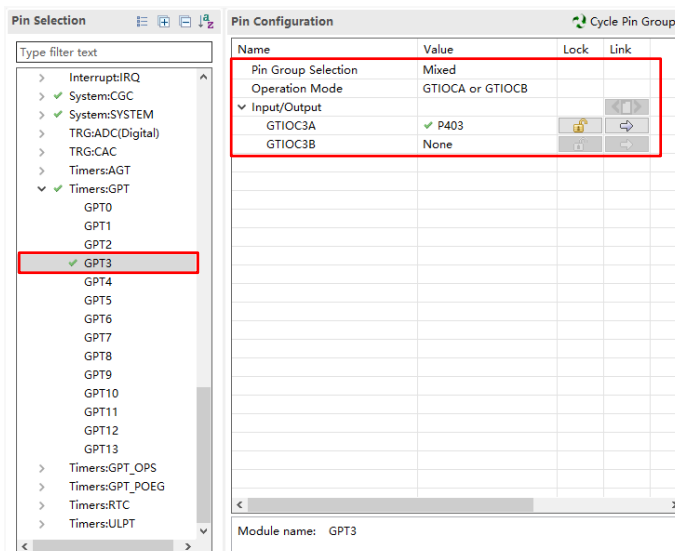 Pin Selection
Type filter text
Interrupt:IRQ
System:CGC
System:SYSTEM
TRG:ADC(Digital)
TRG:CAC
Timers:AGT
Timers:GPT
GPT0
GPT1
GPT2
GPT3
GPT4
GPT5
GPT6
GPT7
GPT8
GPT9
GPT10
GPT11
GPT12
GPT13
Timers:GPT_OPS
Timers:GPT_POEG
Timers:RTC
Timers:ULPT
Pin Configuration
Cycle Pin Group
Name Value Lock Link
Pin Group Selection Mixed
Operation Mode GTIOCA or GTIOCB
Input/Output
GTIOC3A P403
GTIOC3B None
Module name: GPT3